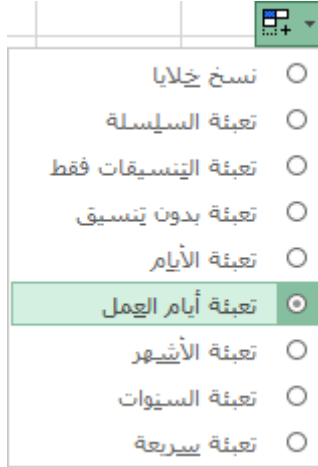 نسخ خلايا
تعبئة السلسلة
تعبئة التنسيقات فقط
تعبئة بدون تنسيق
تعبئة الأيام
تعبئة أيام العمل
تعبئة الأشهر
تعبئة السنوات
تعبئة سريعة